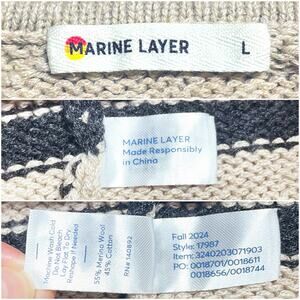 MARINE LAYER L
MARINE LAYER
Made Responsibly
in China
Machine Wash Cold
Do Not Bleach
Lay Flat To Dry
Reshape If Needed
55% Merino Wool
45% Cotton
RN# 140892
Fall 2024
Style: 17987
Item: 3240203071903
PO: 0018701/0018611
0018656/0018744